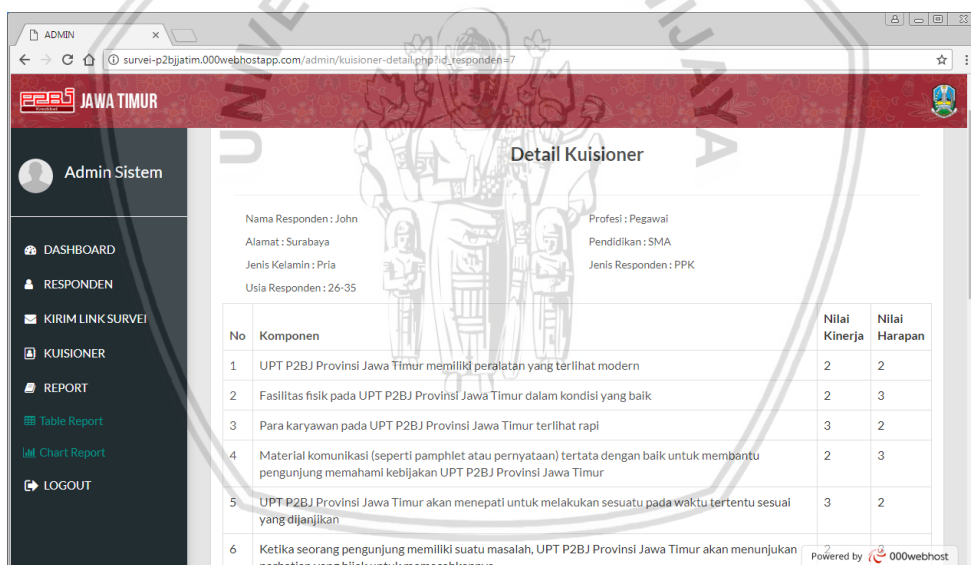 ADMIN
survei-p2bjjatim.000webhostapp.com/admin/kuisioner-detail.php?id_responden=7
P2BJ JAWA TIMUR
UNIVE WIJAYA
Admin Sistem
DASHBOARD
RESPONDEN
KIRIM LINK SURVEI
KUISIONER
REPORT
Table Report
Chart Report
LOGOUT
Detail Kuisioner
Nama Responden : John
Alamat : Surabaya
Jenis Kelamin : Pria
Usia Responden : 26-35
Profesi : Pegawai
Pendidikan : SMA
Jenis Responden : PPK
No Komponen Nilai Kinerja Nilai Harapan
1 UPT P2BJ Provinsi Jawa Timur memiliki peralatan yang terlihat modern 2 2
2 Fasilitas fisik pada UPT P2BJ Provinsi Jawa Timur dalam kondisi yang baik 2 3
3 Para karyawan pada UPT P2BJ Provinsi Jawa Timur terlihat rapi 3 2
4 Material komunikasi (seperti pamphlet atau pernyataan) tertata dengan baik untuk membantu 2 3
pengunjung memahami kebijakan UPT P2BJ Provinsi Jawa Timur
5 UPT P2BJ Provinsi Jawa Timur akan menepati untuk melakukan sesuatu pada waktu tertentu sesuai 3 2
yang dijanjikan
6 Ketika seorang pengunjung memiliki suatu masalah, UPT P2BJ Provinsi Jawa Timur akan menunjukan
Powered by 000webhost